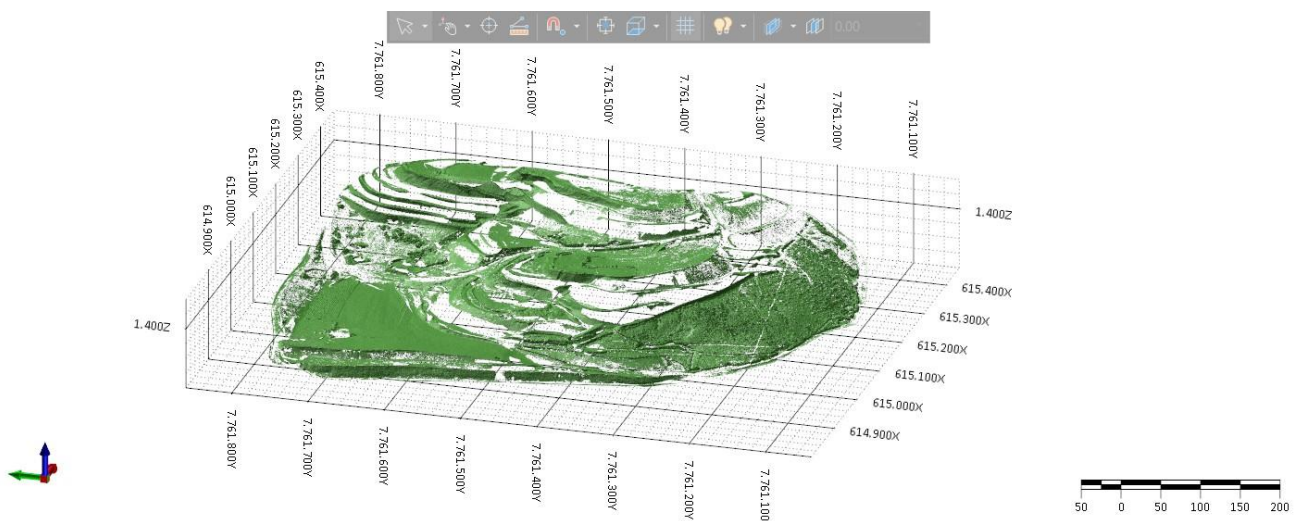 0.00
7.761.800Y
7.761.700Y
7.761.600Y
7.761.500Y
7.761.400Y
7.761.300Y
7.761.200Y
7.761.100Y
615.400X
615.300X
615.200X
615.100X
615.000X
614.900X
1.400Z
1.400Z
615.400X
615.300X
615.200X
615.100X
615.000X
614.900X
7.761.800Y
7.761.700Y
7.761.600Y
7.761.500Y
7.761.400Y
7.761.300Y
7.761.200Y
7.761.100
50 0 50 100 150 200